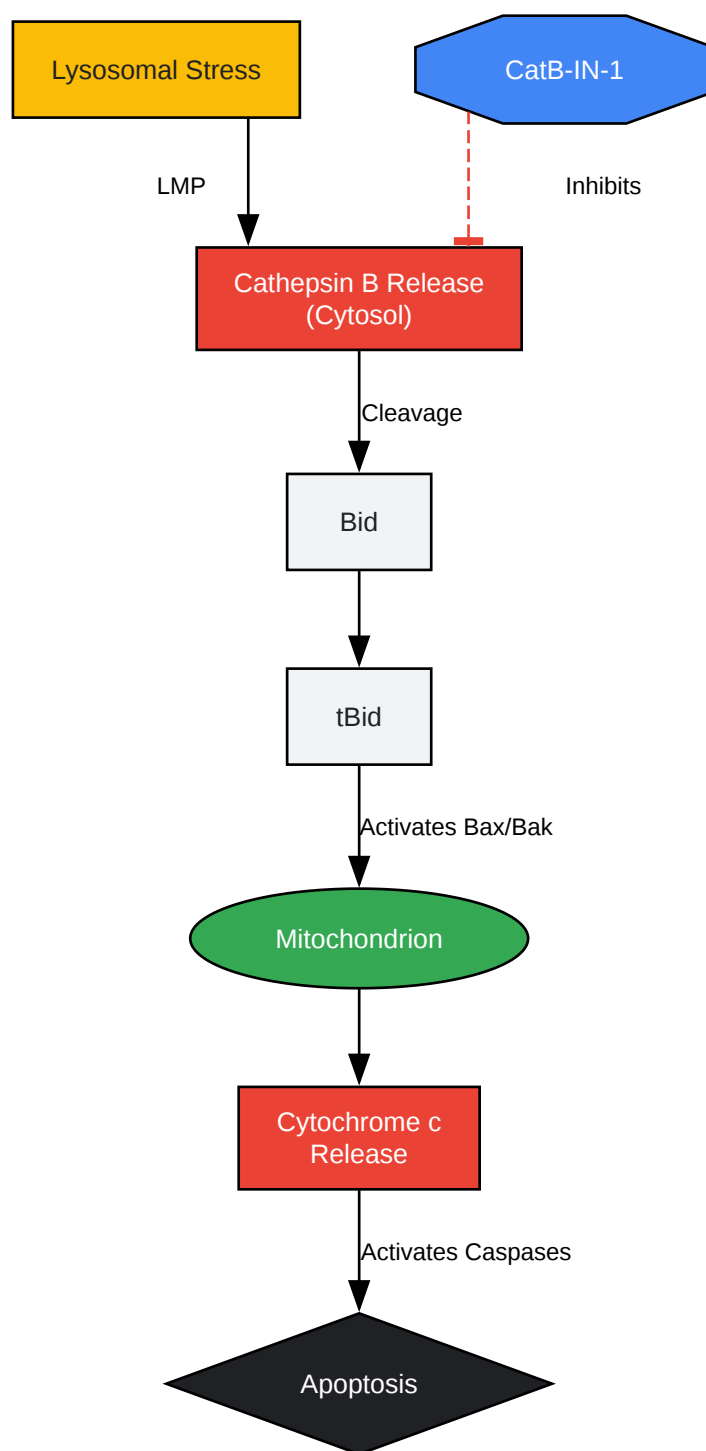 Lysosomal Stress
CatB-IN-1
LMP
Inhibits
Cathepsin B Release
(Cytosol)
Cleavage
Bid
tBid
Activates Bax/Bak
Mitochondrion
Cytochrome c
Release
Activates Caspases
Apoptosis